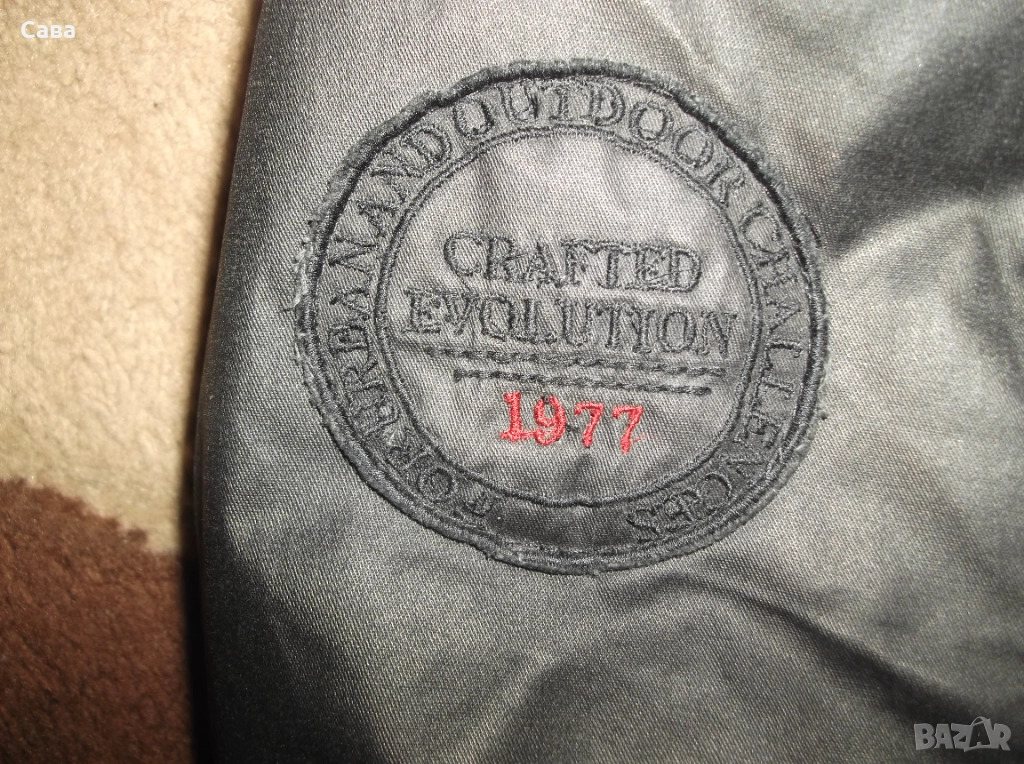 Сава
FOR URBAN AND OUTDOOR CHALLENGES
CRAFTED
EVOLUTION
1977
BAZAR